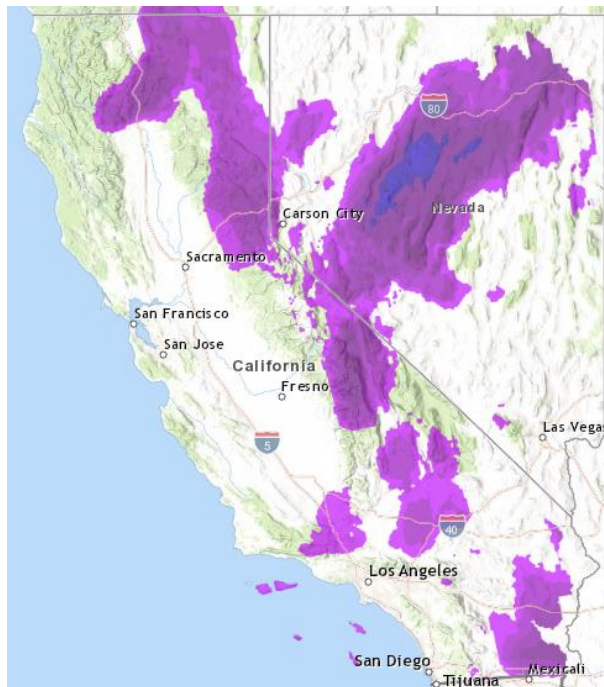 80
Carson City
Nevada
Sacramento
San Francisco
San Jose
California
Fresno
Las Vegas
5
40
Los Angeles
San Diego
Mexicali
Tijuana